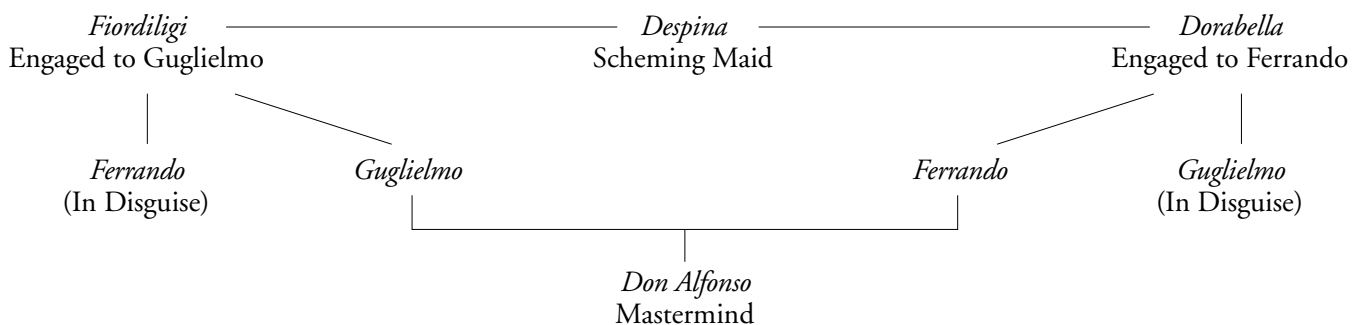 Fiordiligi
Engaged to Guglielmo
Despina
Scheming Maid
Dorabella
Engaged to Ferrando
Ferrando
(In Disguise)
Guglielmo
Ferrando
Guglielmo
(In Disguise)
Don Alfonso
Mastermind